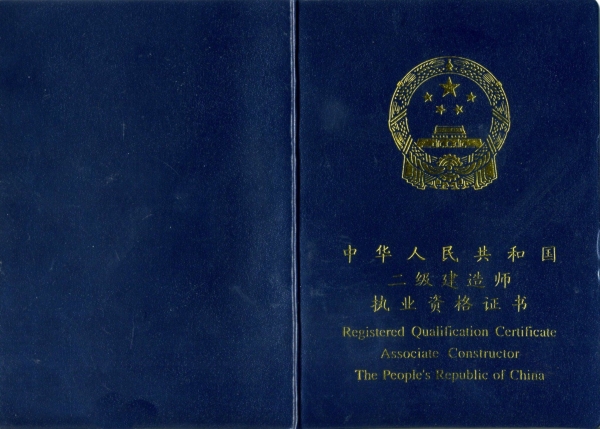 中华人民共和国
二级建造师
执业资格证书
Registered Qualification Certificate
Associate Constructor
The People's Republic of China